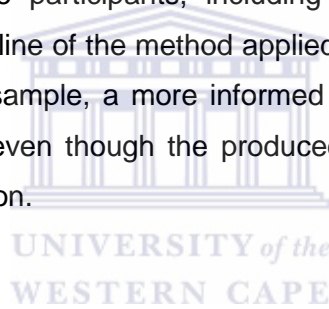 participants, including
line of the method applied
sample, a more informed
even though the produced
on.
UNIVERSITY of the
WESTERN CAPE